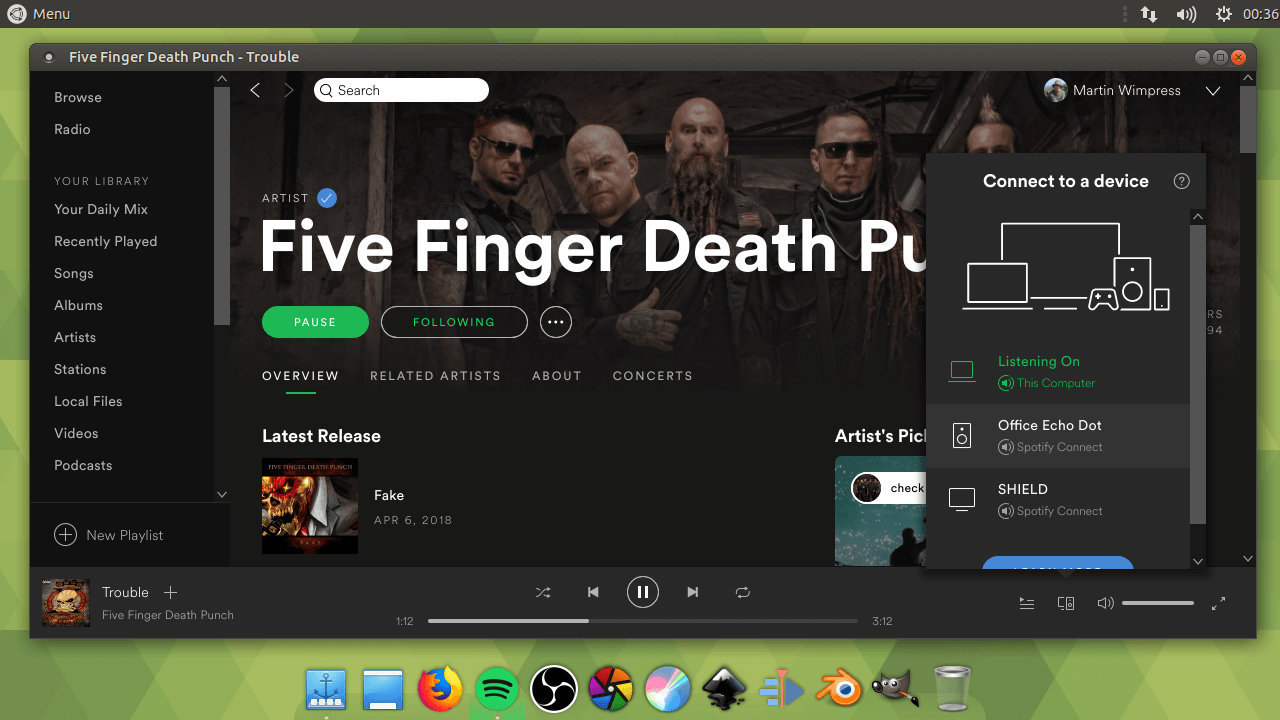 Menu
00:36
Five Finger Death Punch - Trouble
Browse
Radio
YOUR LIBRARY
Your Daily Mix
Recently Played
Songs
Albums
Artists
Stations
Local Files
Videos
Podcasts
New Playlist
Search
Martin Wimpress
ARTIST
Five Finger Death Pu
PAUSE
FOLLOWING
RS
94
OVERVIEW
RELATED ARTISTS
ABOUT
CONCERTS
Latest Release
FIVE FINGER DEATH PUNCH
FAKE
Fake
APR 6, 2018
Artist's Pick
check
Connect to a device
?
Listening On
This Computer
Office Echo Dot
Spotify Connect
SHIELD
Spotify Connect
LEARN MORE
Trouble
Five Finger Death Punch
1:12
3:12